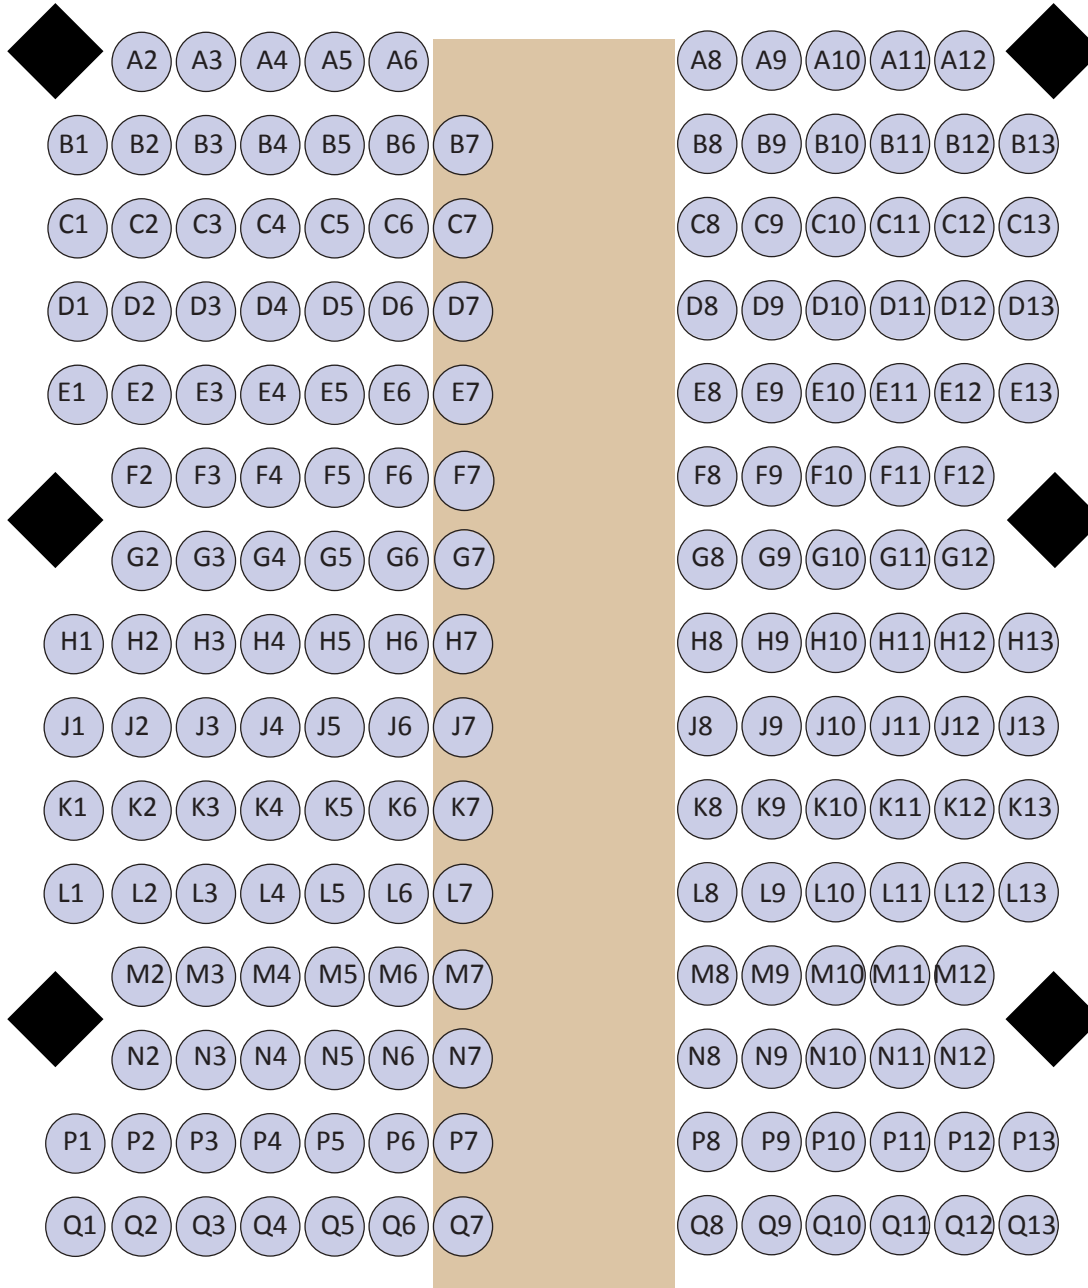 A2 A3 A4 A5 A6 A8 A9 A10 A11 A12
B1 B2 B3 B4 B5 B6 B7 B8 B9 B10 B11 B12 B13
C1 C2 C3 C4 C5 C6 C7 C8 C9 C10 C11 C12 C13
D1 D2 D3 D4 D5 D6 D7 D8 D9 D10 D11 D12 D13
E1 E2 E3 E4 E5 E6 E7 E8 E9 E10 E11 E12 E13
F2 F3 F4 F5 F6 F7 F8 F9 F10 F11 F12
G2 G3 G4 G5 G6 G7 G8 G9 G10 G11 G12
H1 H2 H3 H4 H5 H6 H7 H8 H9 H10 H11 H12 H13
J1 J2 J3 J4 J5 J6 J7 J8 J9 J10 J11 J12 J13
K1 K2 K3 K4 K5 K6 K7 K8 K9 K10 K11 K12 K13
L1 L2 L3 L4 L5 L6 L7 L8 L9 L10 L11 L12 L13
M2 M3 M4 M5 M6 M7 M8 M9 M10 M11 M12
N2 N3 N4 N5 N6 N7 N8 N9 N10 N11 N12
P1 P2 P3 P4 P5 P6 P7 P8 P9 P10 P11 P12 P13
Q1 Q2 Q3 Q4 Q5 Q6 Q7 Q8 Q9 Q10 Q11 Q12 Q13